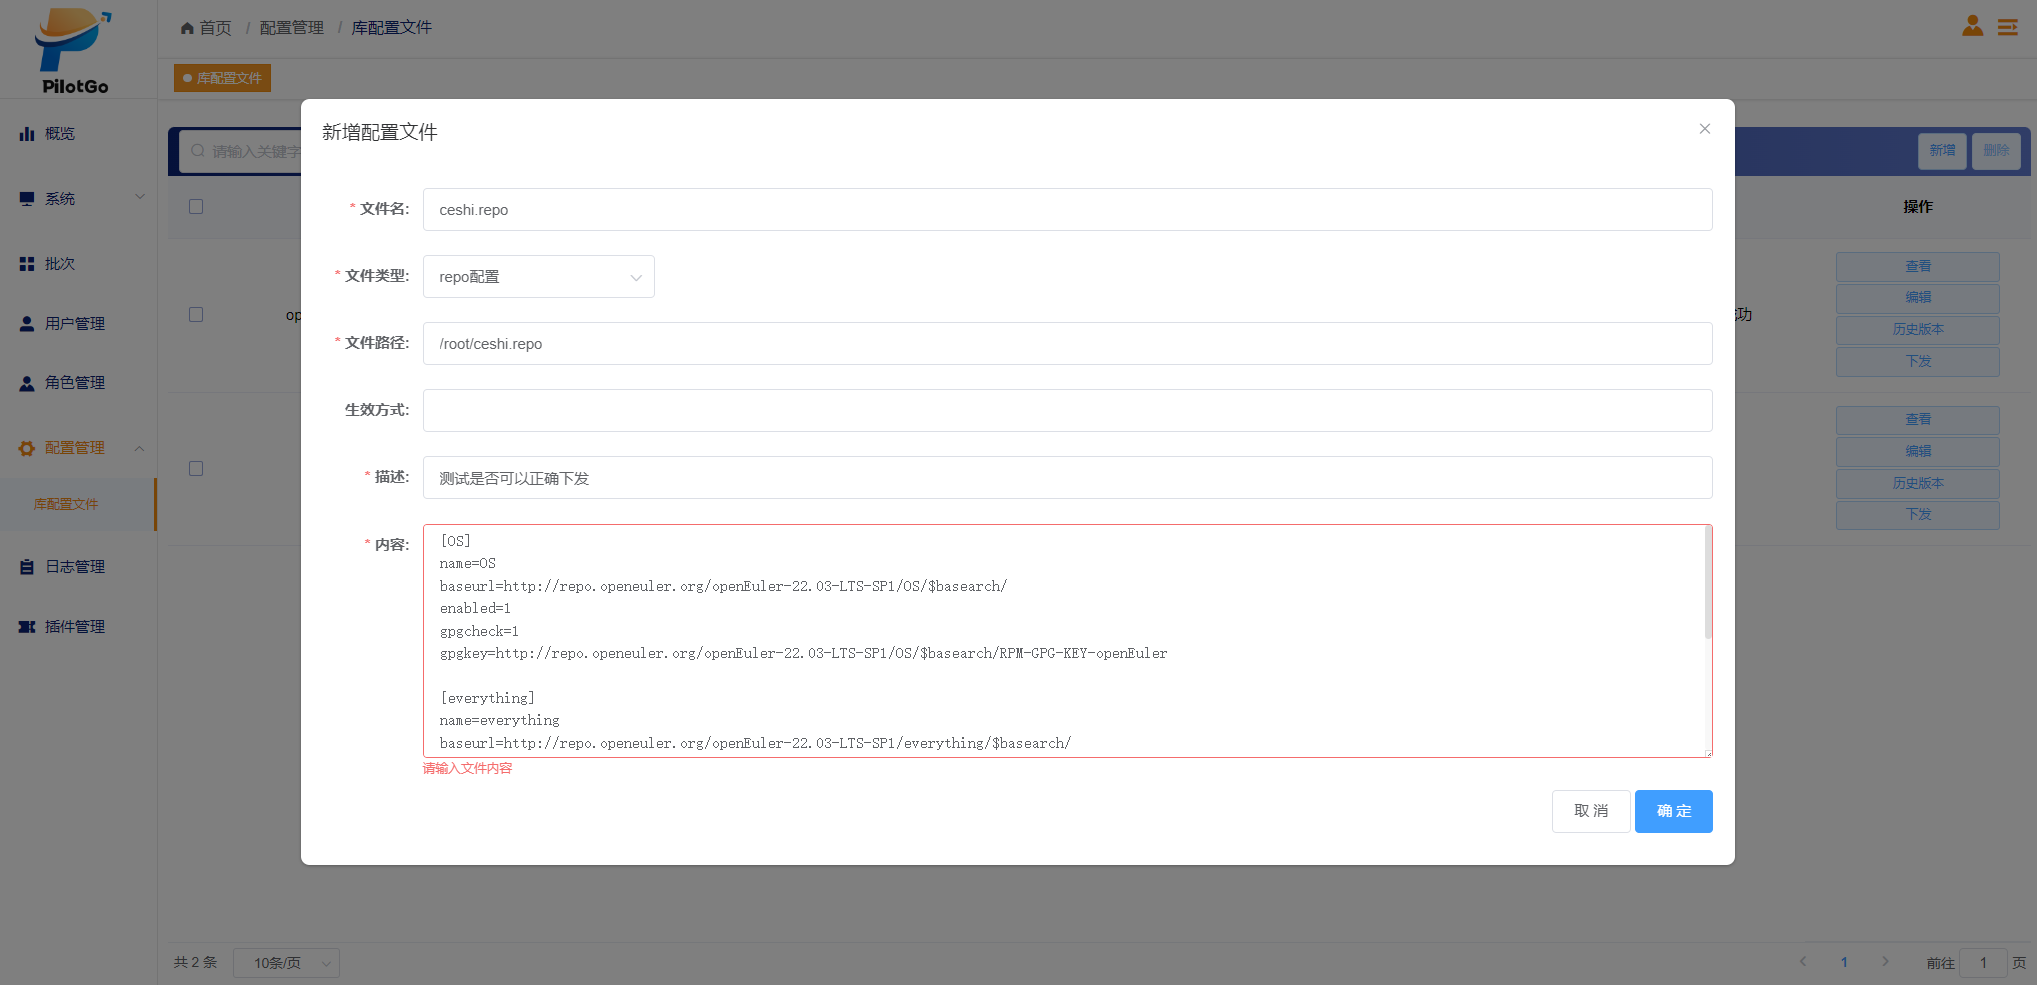 PilotGo
首页 / 配置管理 / 库配置文件
库配置文件
概览
系统
批次
用户管理
角色管理
配置管理
库配置文件
日志管理
插件管理
请输入关键字
新增
删除
操作
op
功
查看
编辑
历史版本
下发
查看
编辑
历史版本
下发
新增配置文件
* 文件名: ceshi.repo
* 文件类型: repo配置
* 文件路径: /root/ceshi.repo
生效方式:
* 描述: 测试是否可以正确下发
* 内容:
[OS]
name=OS
baseurl=http://repo.openeuler.org/openEuler-22.03-LTS-SP1/OS/$basearch/
enabled=1
gpgcheck=1
gpgkey=http://repo.openeuler.org/openEuler-22.03-LTS-SP1/OS/$basearch/RPM-GPG-KEY-openEuler
[everything]
name=everything
baseurl=http://repo.openeuler.org/openEuler-22.03-LTS-SP1/everything/$basearch/
请输入文件内容
取 消
确 定
共 2 条
10条/页
1
前往 1 页